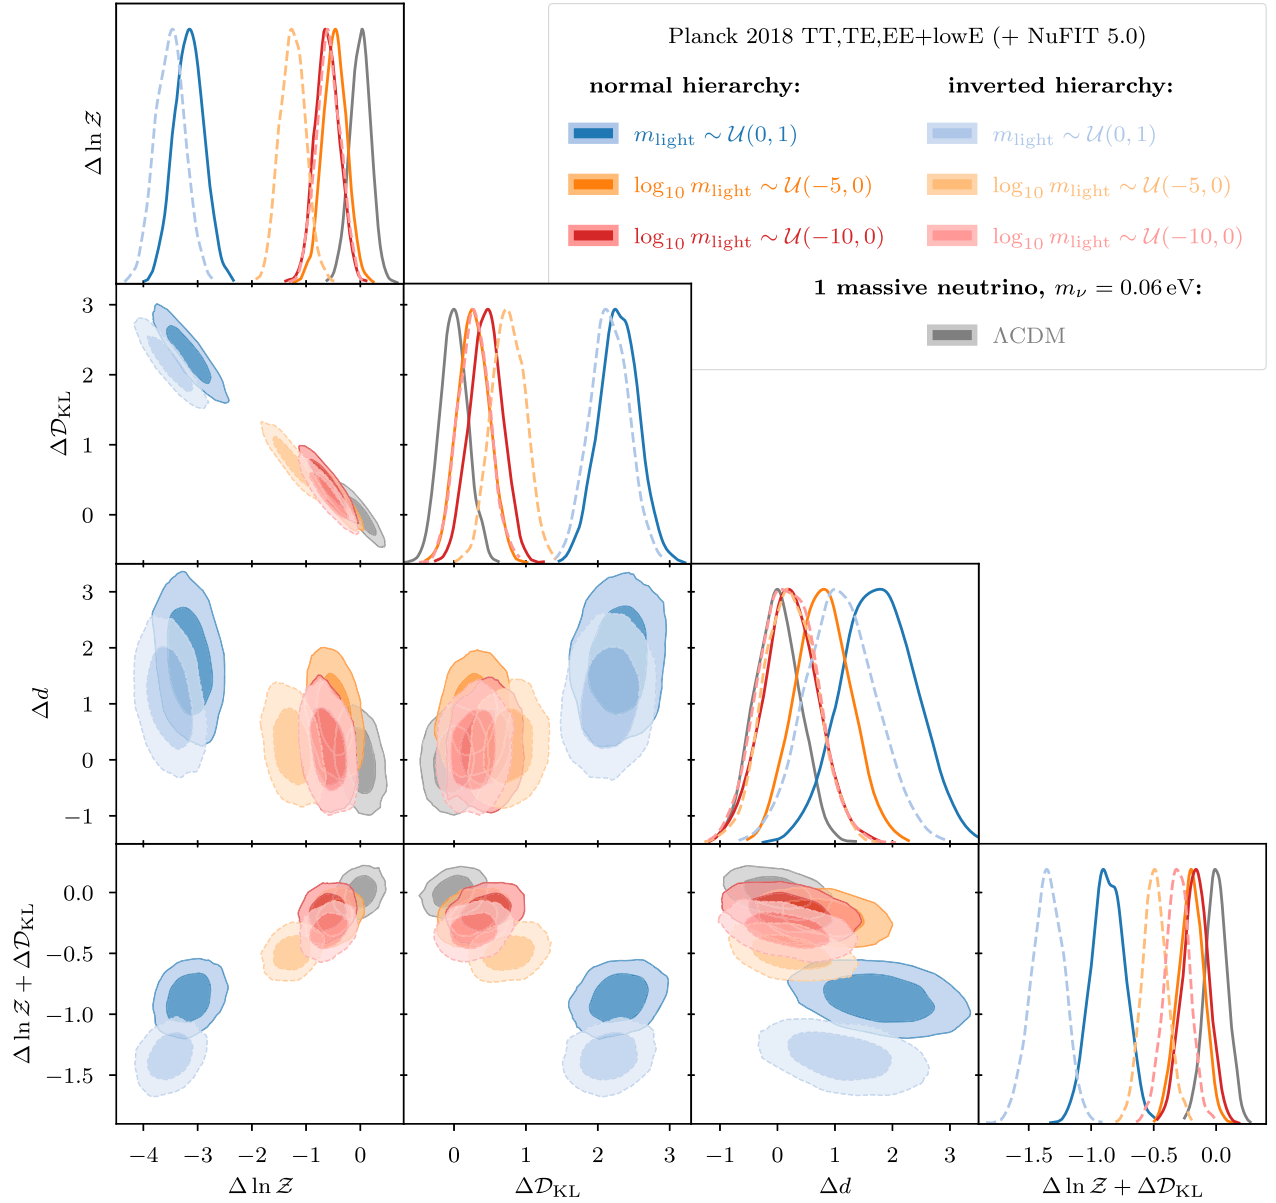 Planck 2018 TT,TE,EE+lowE (+ NuFIT 5.0)
normal hierarchy: inverted hierarchy:
m_light ∼ 𝒰(0, 1) m_light ∼ 𝒰(0, 1)
log₁₀ m_light ∼ 𝒰(−5, 0) log₁₀ m_light ∼ 𝒰(−5, 0)
log₁₀ m_light ∼ 𝒰(−10, 0) log₁₀ m_light ∼ 𝒰(−10, 0)
1 massive neutrino, m_ν = 0.06 eV:
ΛCDM
Δ ln 𝒵
3
2
1
0
Δ𝒟_KL
3
2
1
0
−1
Δd
0.0
−0.5
−1.0
−1.5
Δ ln 𝒵 + Δ𝒟_KL
−4 −3 −2 −1 0 0 1 2 3 −1 0 1 2 3 −1.5 −1.0 −0.5 0.0
Δ ln 𝒵 Δ𝒟_KL Δd Δ ln 𝒵 + Δ𝒟_KL